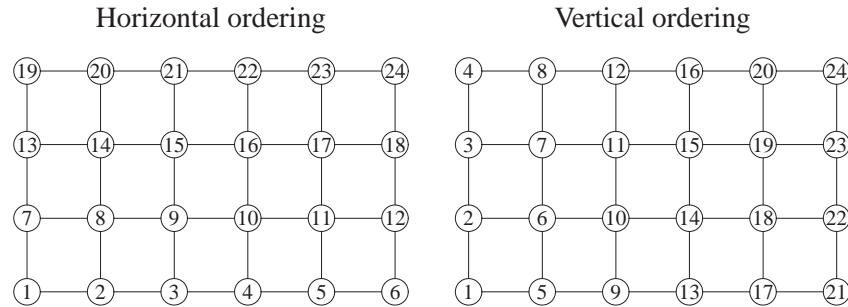 Horizontal ordering Vertical ordering
19 20 21 22 23 24 4 8 12 16 20 24
13 14 15 16 17 18 3 7 11 15 19 23
7 8 9 10 11 12 2 6 10 14 18 22
1 2 3 4 5 6 1 5 9 13 17 21